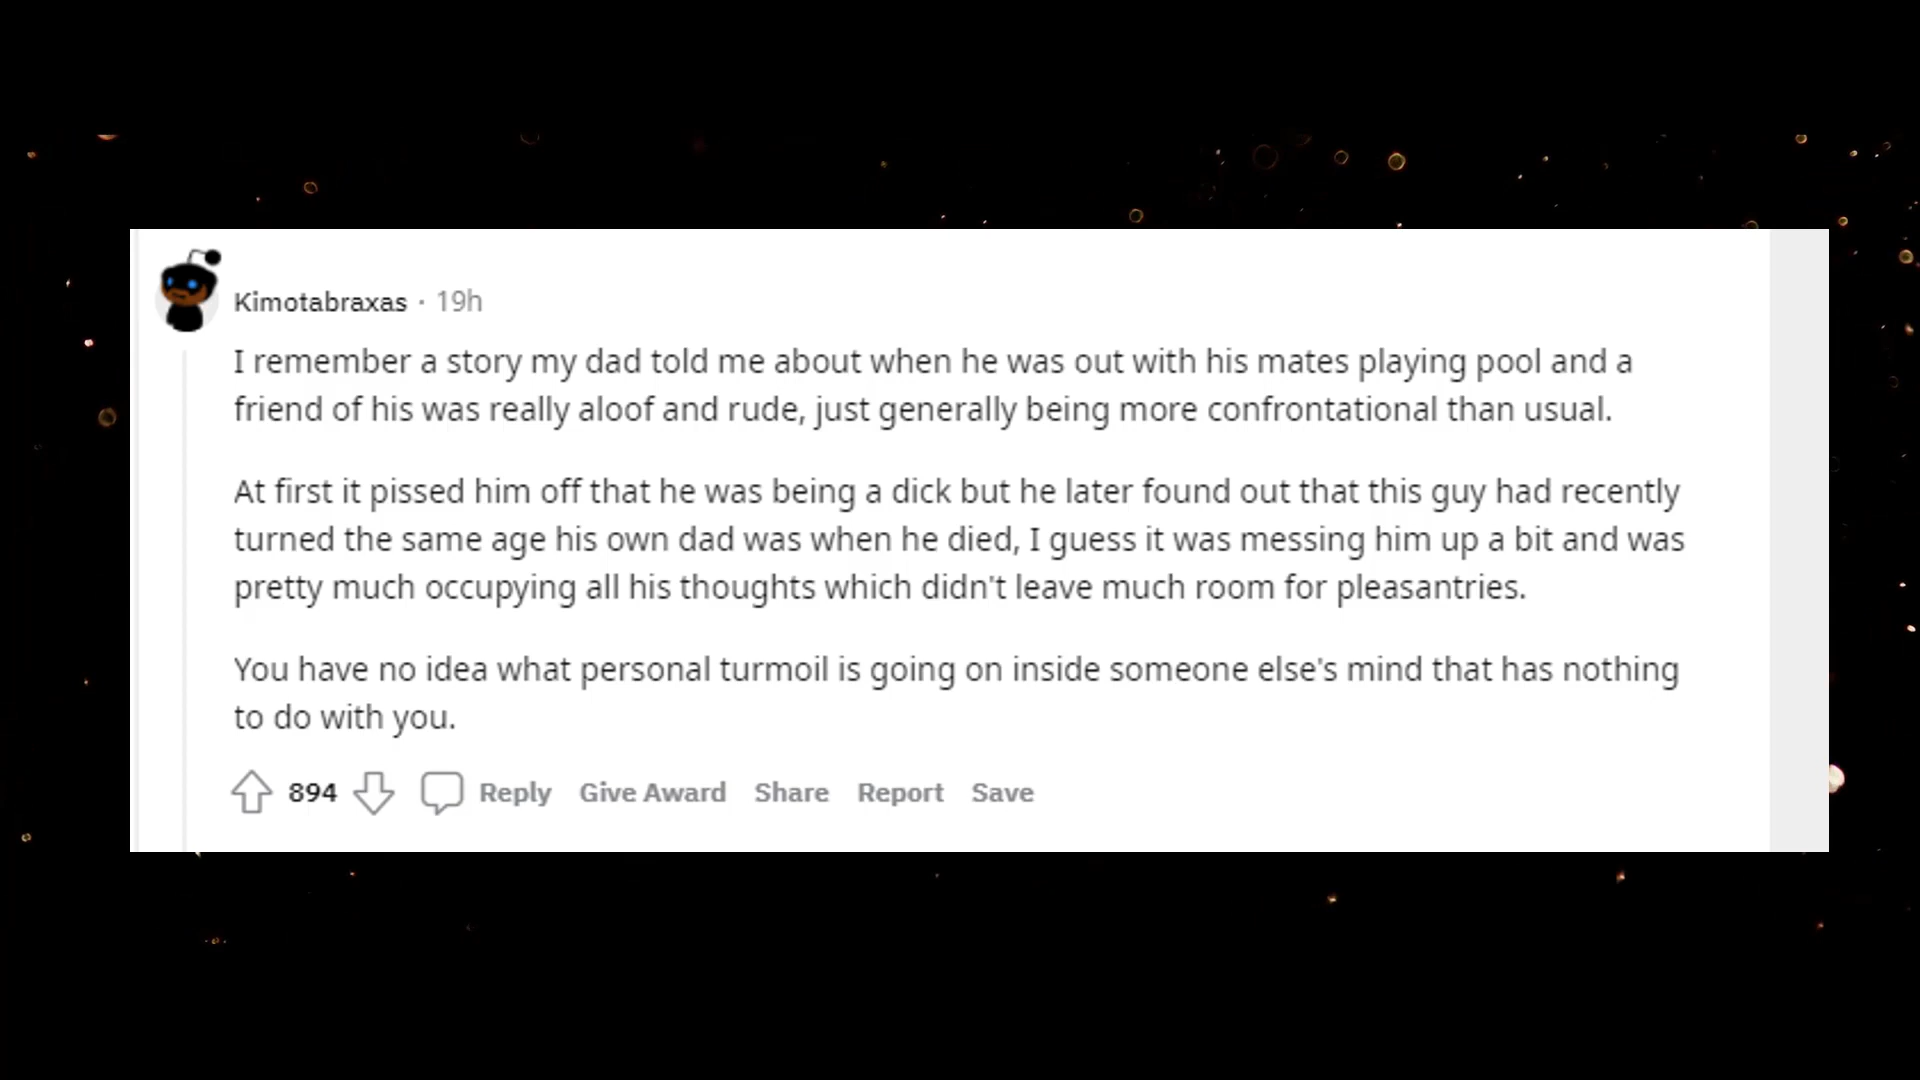 Kimotabraxas · 19h
I remember a story my dad told me about when he was out with his mates playing pool and a
friend of his was really aloof and rude, just generally being more confrontational than usual.
At first it pissed him off that he was being a dick but he later found out that this guy had recently
turned the same age his own dad was when he died, I guess it was messing him up a bit and was
pretty much occupying all his thoughts which didn't leave much room for pleasantries.
You have no idea what personal turmoil is going on inside someone else's mind that has nothing
to do with you.
894 Reply Give Award Share Report Save